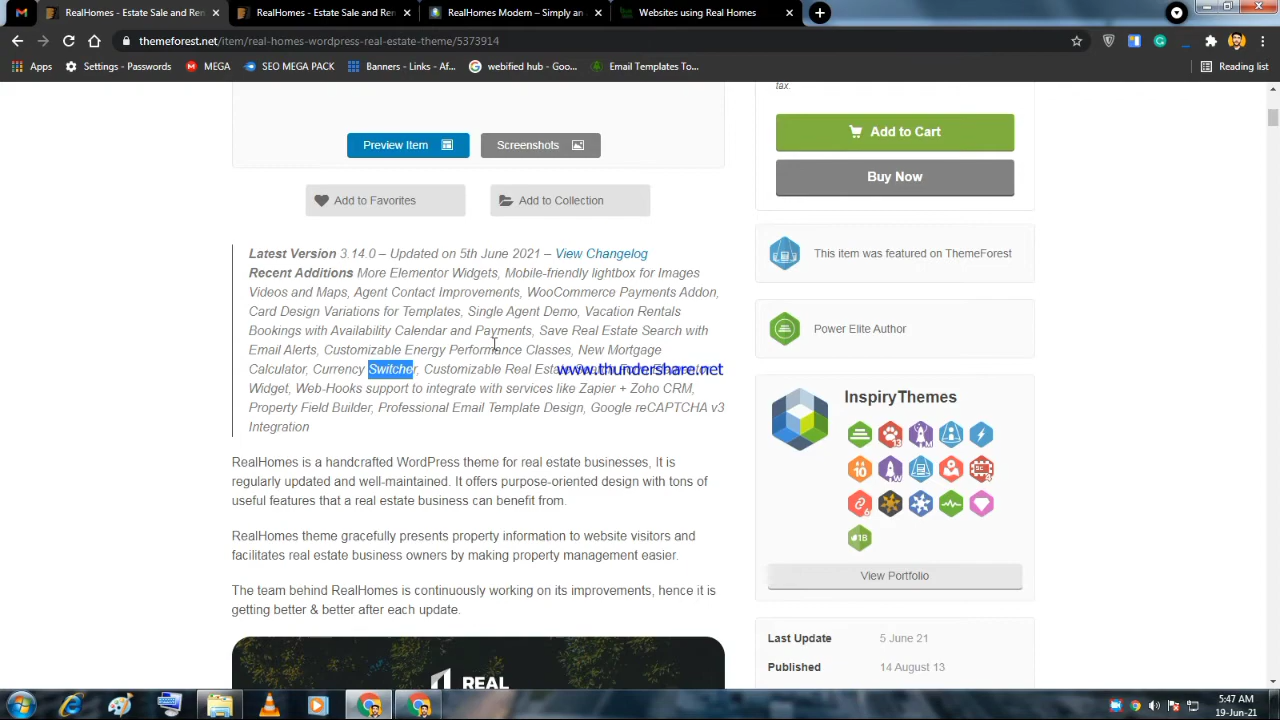 RealHomes - Estate Sale and Ren
RealHomes - Estate Sale and Ren
RealHomes Modern – Simply an
Websites using Real Homes
themeforest.net/item/real-homes-wordpress-real-estate-theme/5373914
Apps
Settings - Passwords
MEGA
SEO MEGA PACK
Banners - Links - Af...
webified hub - Goo...
Email Templates To...
Reading list
tax.
Preview Item
Screenshots
Add to Cart
Buy Now
Add to Favorites
Add to Collection
Latest Version 3.14.0 – Updated on 5th June 2021 – View Changelog
Recent Additions More Elementor Widgets, Mobile-friendly lightbox for Images
Videos and Maps, Agent Contact Improvements, WooCommerce Payments Addon,
Card Design Variations for Templates, Single Agent Demo, Vacation Rentals
Bookings with Availability Calendar and Payments, Save Real Estate Search with
Email Alerts, Customizable Energy Performance Classes, New Mortgage
Calculator, Currency Switcher, Customizable Real Estate
www.thundershare.net
Widget, Web-Hooks support to integrate with services like Zapier + Zoho CRM,
Property Field Builder, Professional Email Template Design, Google reCAPTCHA v3
Integration
RealHomes is a handcrafted WordPress theme for real estate businesses, It is
regularly updated and well-maintained. It offers purpose-oriented design with tons of
useful features that a real estate business can benefit from.
RealHomes theme gracefully presents property information to website visitors and
facilitates real estate business owners by making property management easier.
The team behind RealHomes is continuously working on its improvements, hence it is
getting better & better after each update.
REAL
This item was featured on ThemeForest
Power Elite Author
InspiryThemes
View Portfolio
Last Update 5 June 21
Published 14 August 13
5:47 AM
19-Jun-21